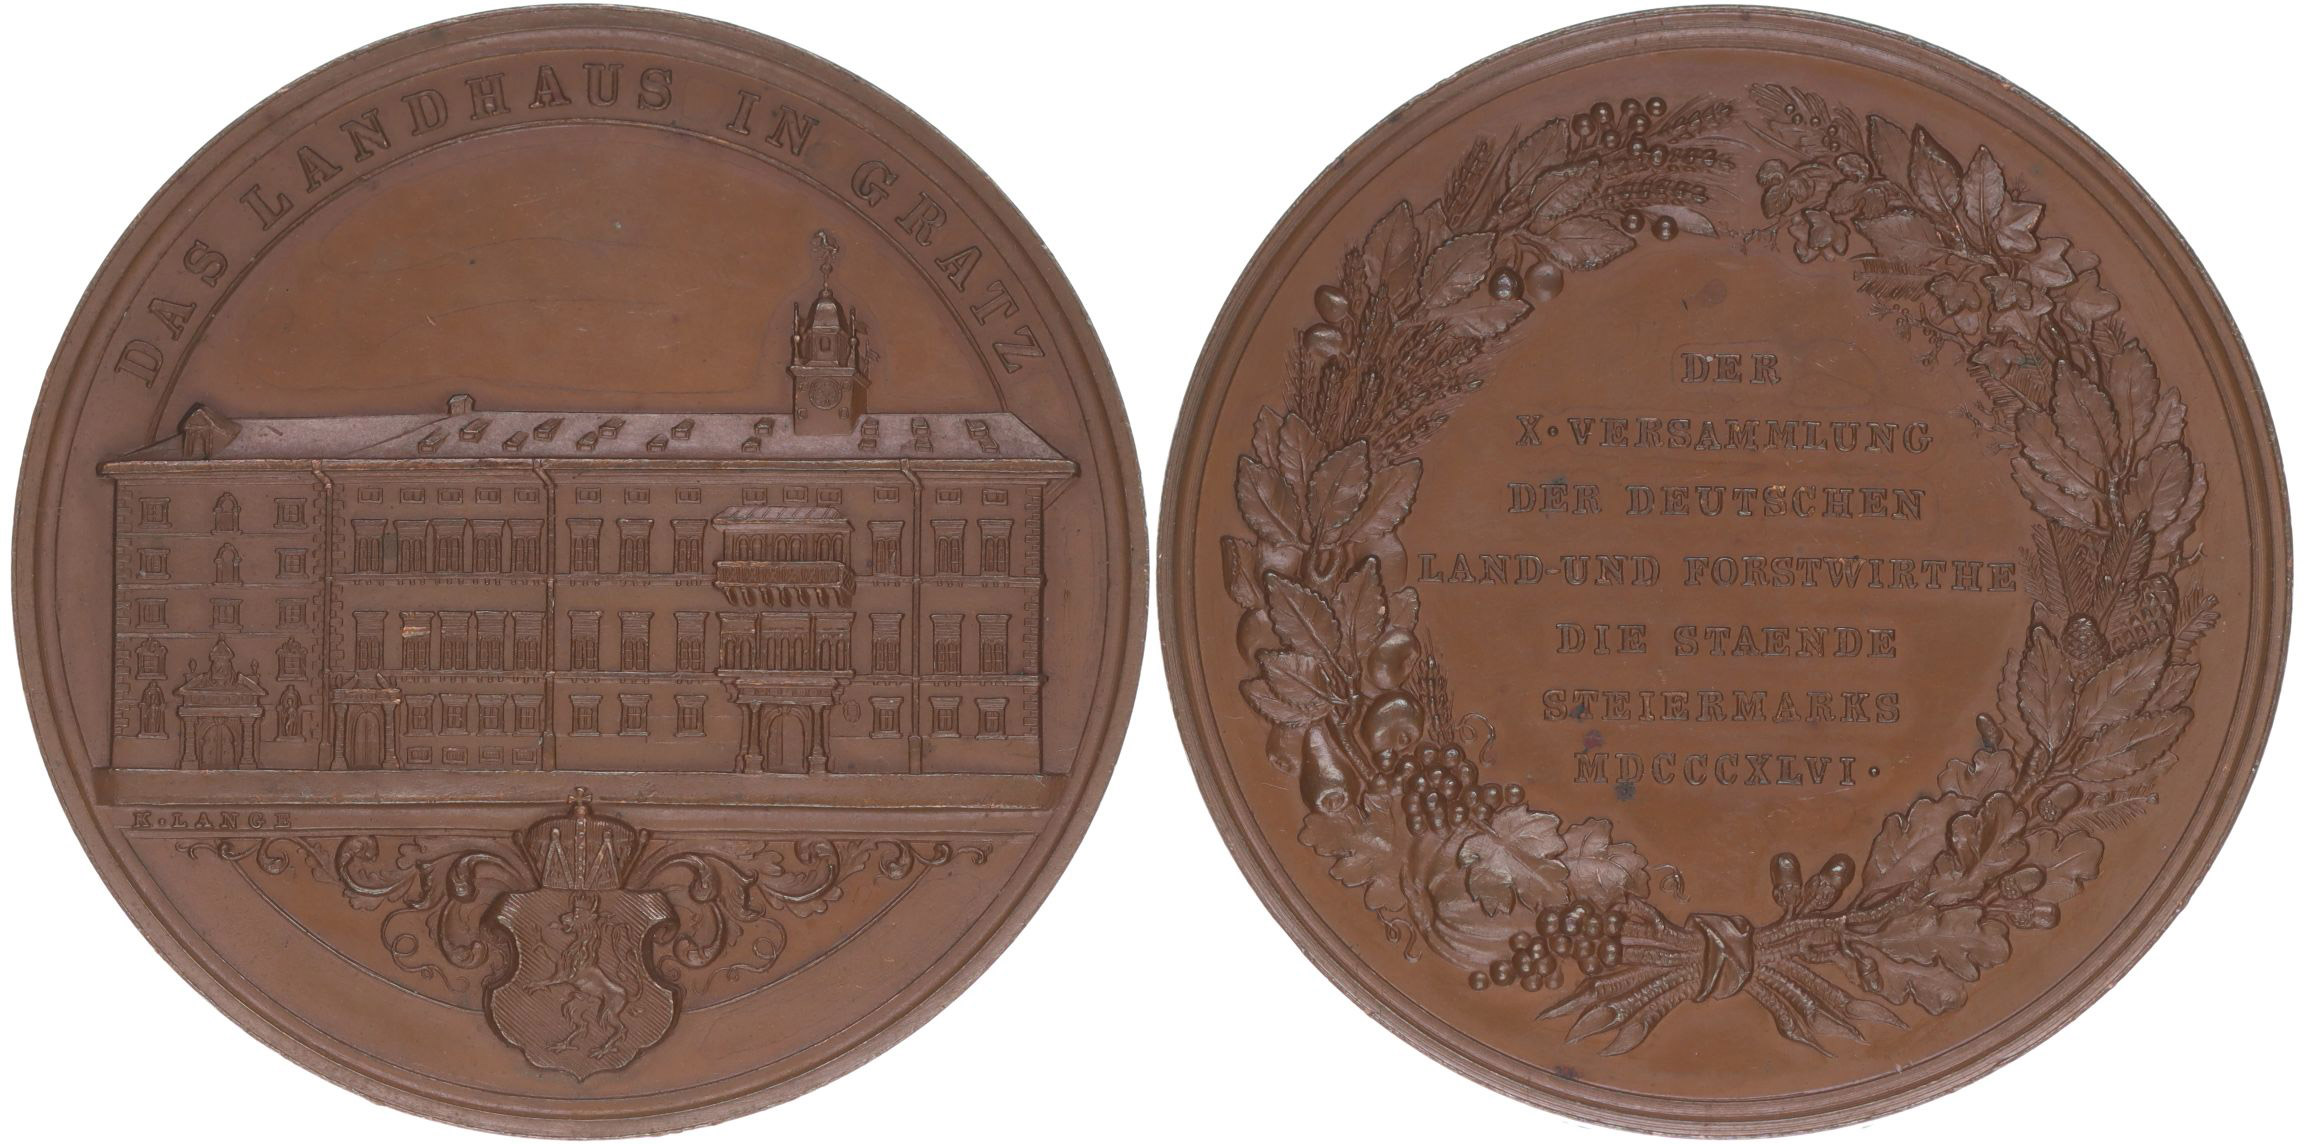 DAS LANDHAUS IN GRATZ
K·LANGE
DER
X·VERSAMMLUNG
DER DEUTSCHEN
LAND-UND FORSTWIRTHE
DIE STAENDE
STEIERMARKS
MDCCCXLVI·